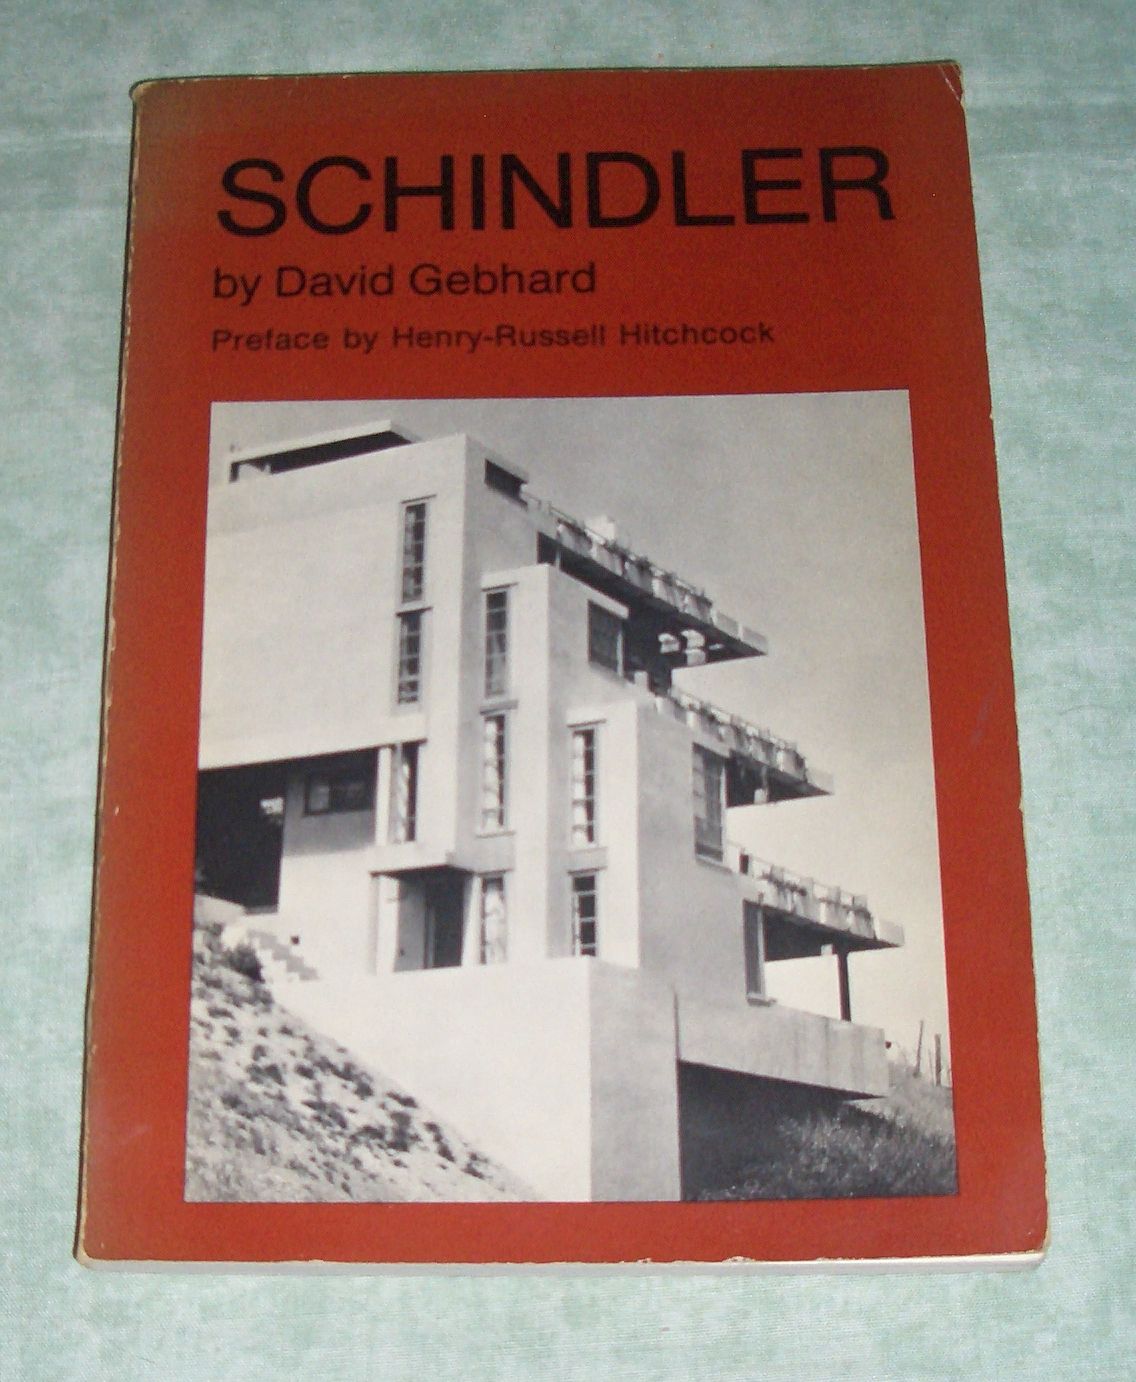 SCHINDLER
by David Gebhard
Preface by Henry-Russell Hitchcock